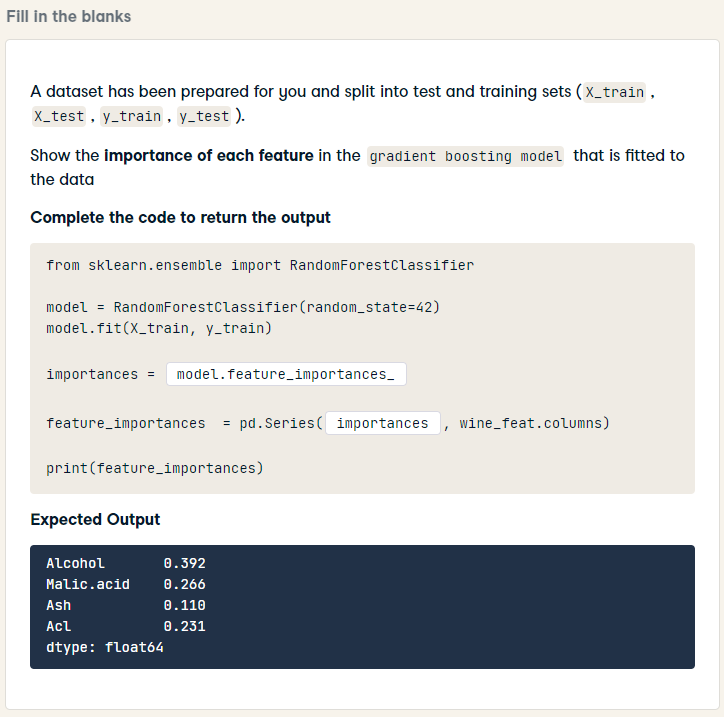 Fill in the blanks
A dataset has been prepared for you and split into test and training sets ( X_train ,
X_test , y_train , y_test ).
Show the importance of each feature in the gradient boosting model that is fitted to
the data
Complete the code to return the output
from sklearn.ensemble import RandomForestClassifier
model = RandomForestClassifier(random_state=42)
model.fit(X_train, y_train)
importances = model.feature_importances_
feature_importances  = pd.Series( importances , wine_feat.columns)
print(feature_importances)
Expected Output
Alcohol       0.392
Malic.acid    0.266
Ash           0.110
Acl           0.231
dtype: float64